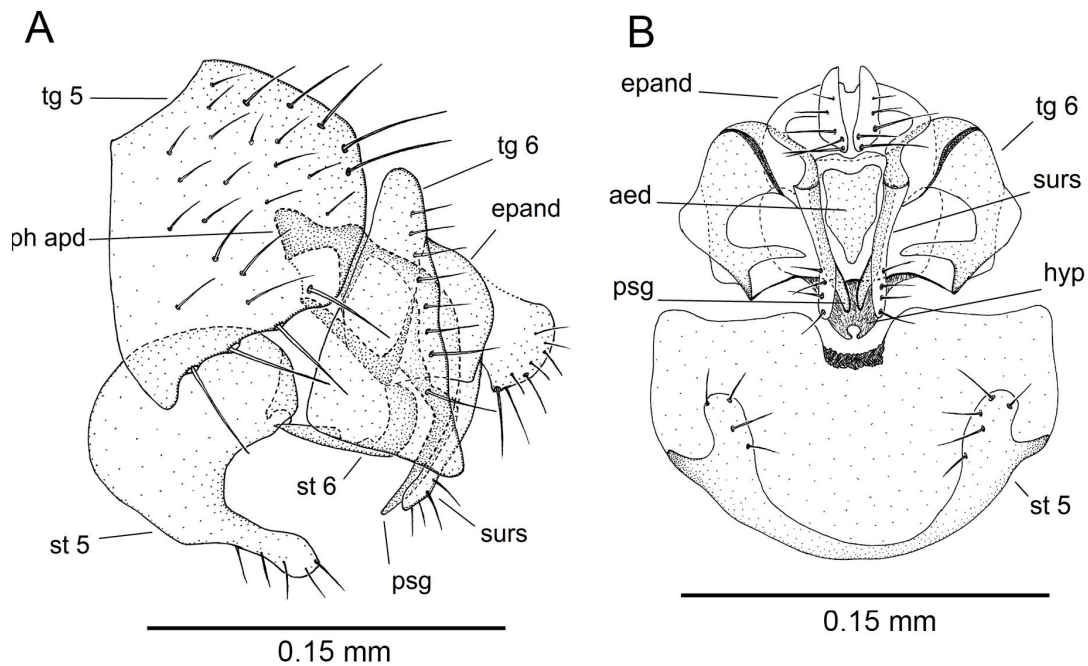 A
tg 5
tg 6
epand
ph apd
st 6
surs
st 5
psg
0.15 mm
B
epand
tg 6
surs
aed
hyp
psg
st 5
0.15 mm